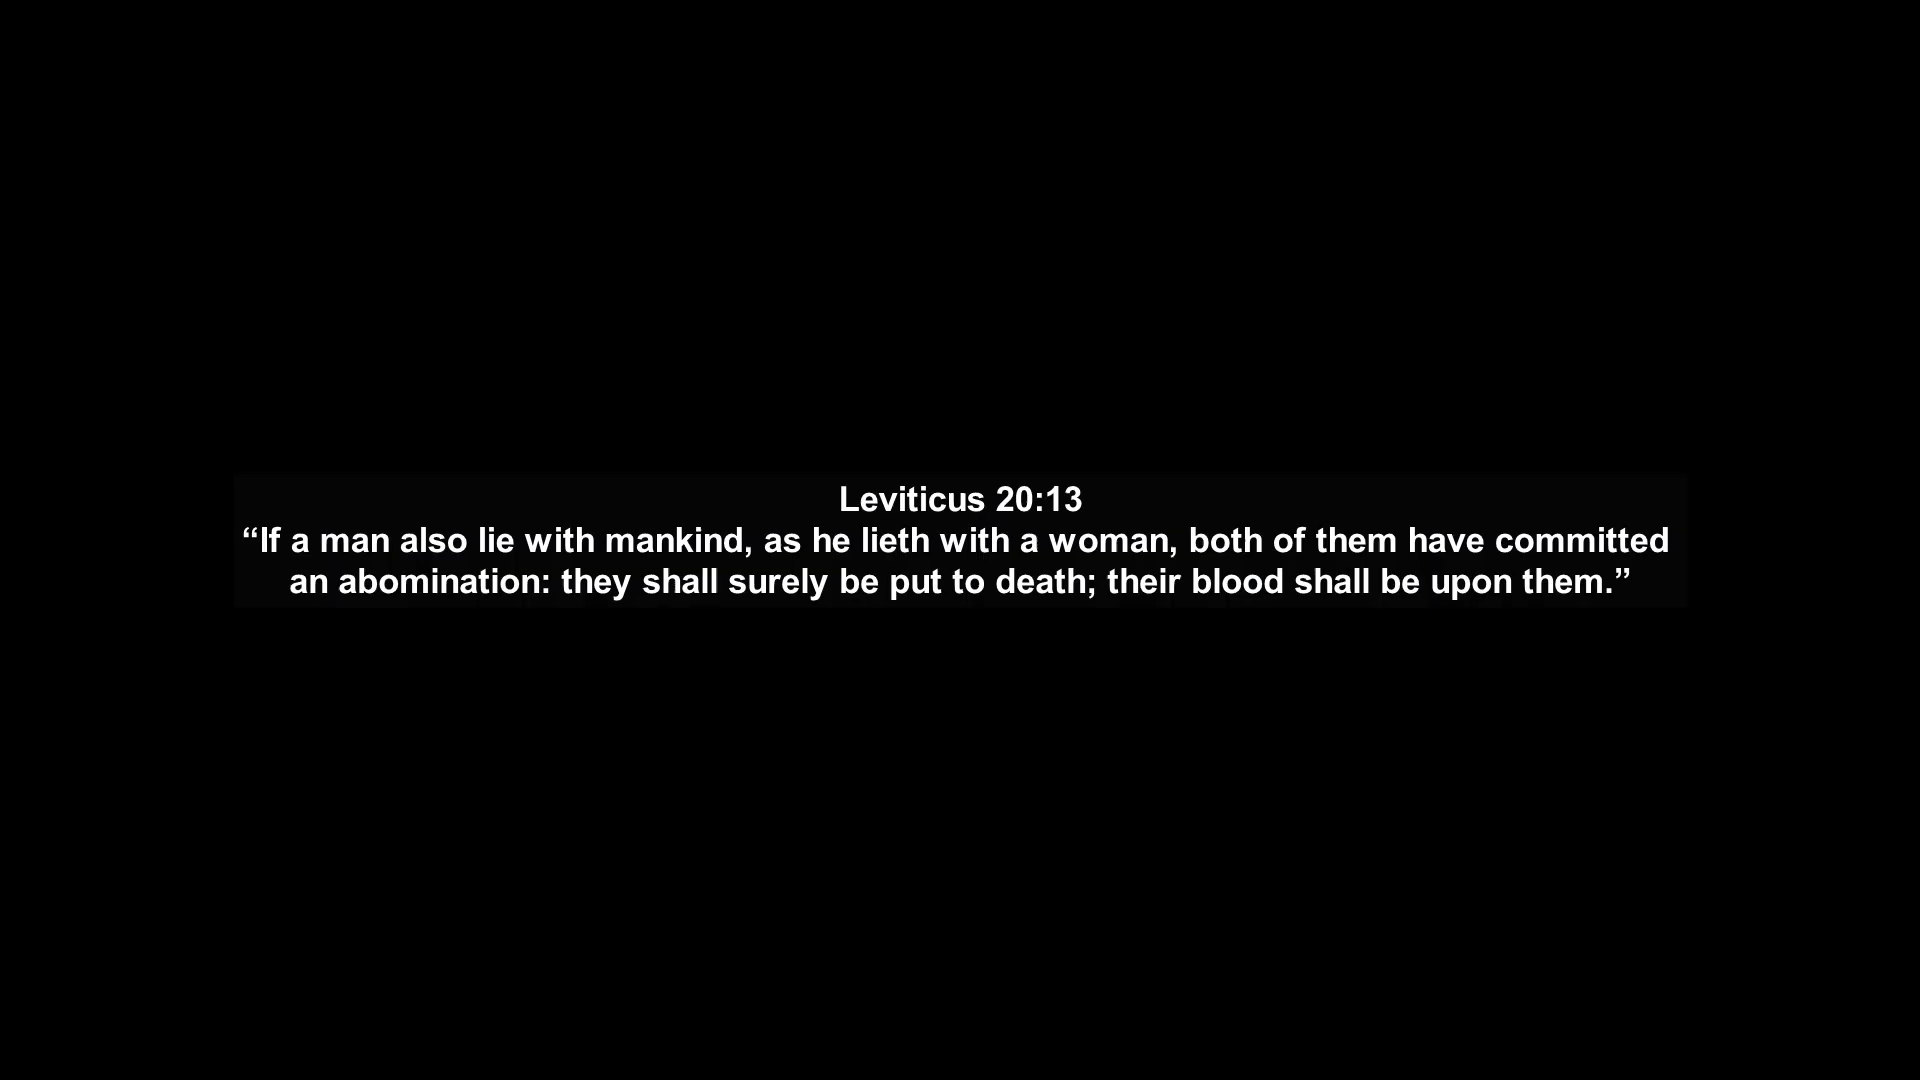 Leviticus 20:13
“If a man also lie with mankind, as he lieth with a woman, both of them have committed
an abomination: they shall surely be put to death; their blood shall be upon them.”